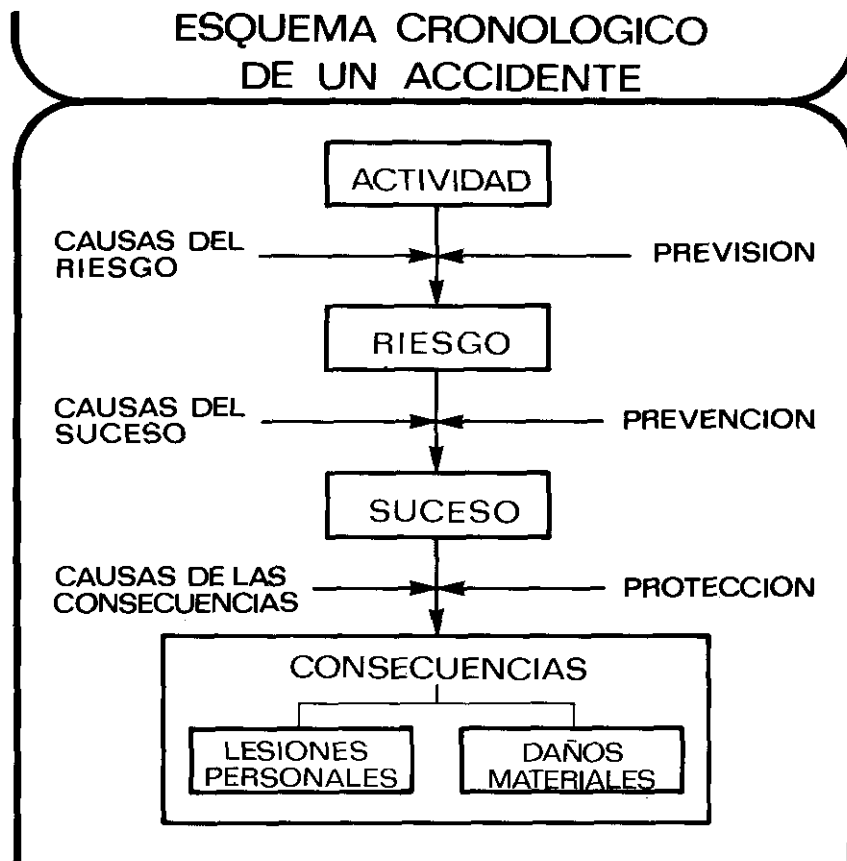 ESQUEMA CRONOLOGICO
DE UN ACCIDENTE
ACTIVIDAD
CAUSAS DEL
RIESGO
PREVISION
RIESGO
CAUSAS DEL
SUCESO
PREVENCION
SUCESO
CAUSAS DE LAS
CONSECUENCIAS
PROTECCION
CONSECUENCIAS
LESIONES
PERSONALES
DAÑOS
MATERIALES